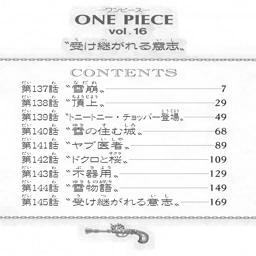 ワンピース
ONE PIECE
vol.16
〝受け継がれる意志〟
CONTENTS
第137話 〝雪崩〟 7
第138話 〝頂上〟 29
第139話 〝トニートニー・チョッパー登場〟 49
第140話 〝雪の住む城〟 68
第141話 〝ヤブ医者〟 89
第142話 〝ドクロと桜〟 109
第143話 〝不器用〟 129
第144話 〝雪物語〟 149
第145話 〝受け継がれる意志〟 169